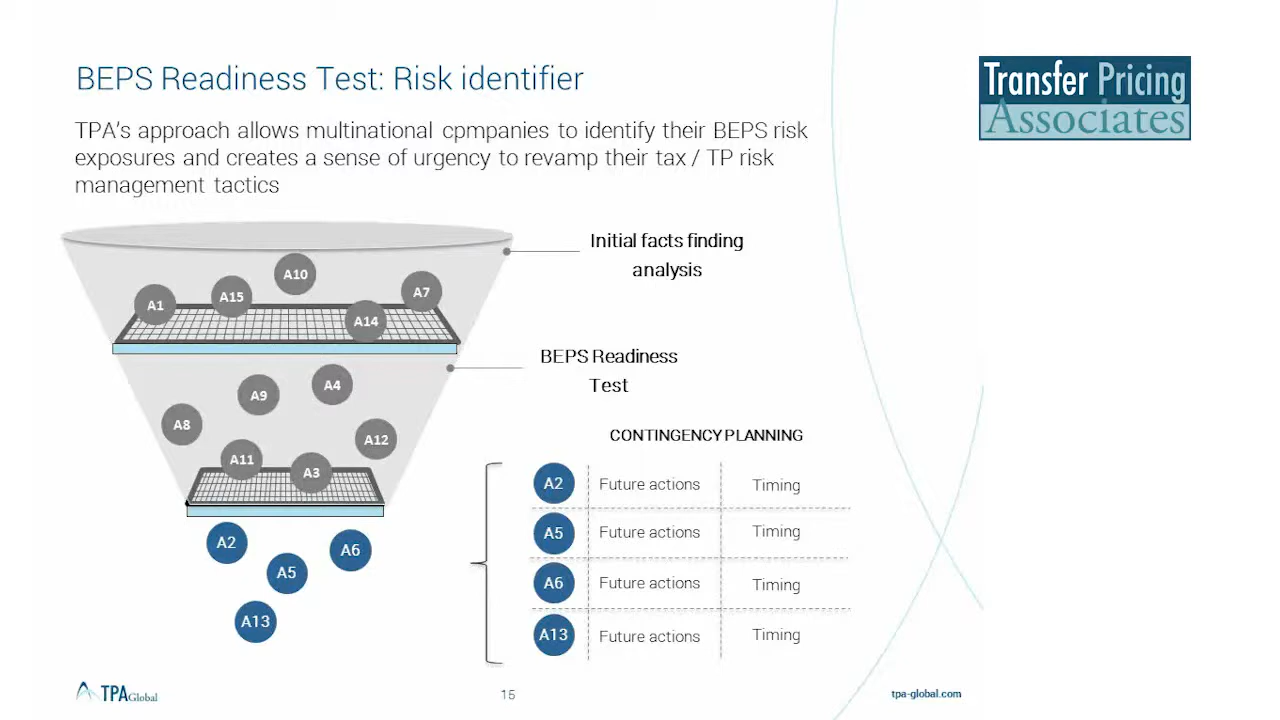 BEPS Readiness Test: Risk identifier
Transfer Pricing
Associates
TPA's approach allows multinational cpmpanies to identify their BEPS risk
exposures and creates a sense of urgency to revamp their tax / TP risk
management tactics
Initial facts finding
analysis
A10
A7
A15
A1
A14
BEPS Readiness
Test
A4
A9
A8
A12
A11
A3
CONTINGENCY PLANNING
A2 Future actions Timing
A5 Future actions Timing
A6 Future actions Timing
A13 Future actions Timing
A2
A6
A5
A13
TPA Global
15
tpa-global.com